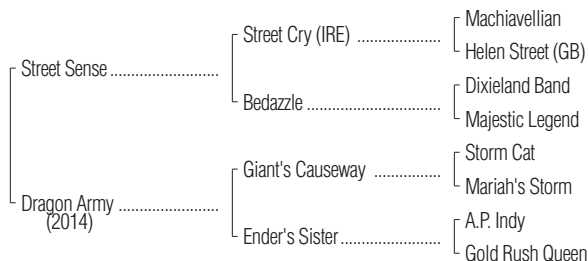 Machiavellian
Street Cry (IRE) ...................
Helen Street (GB)
Street Sense .........................
Dixieland Band
Bedazzle ...............................
Majestic Legend
Storm Cat
Giant's Causeway ...............
Mariah's Storm
Dragon Army .......................
(2014)
A.P. Indy
Ender's Sister.......................
Gold Rush Queen